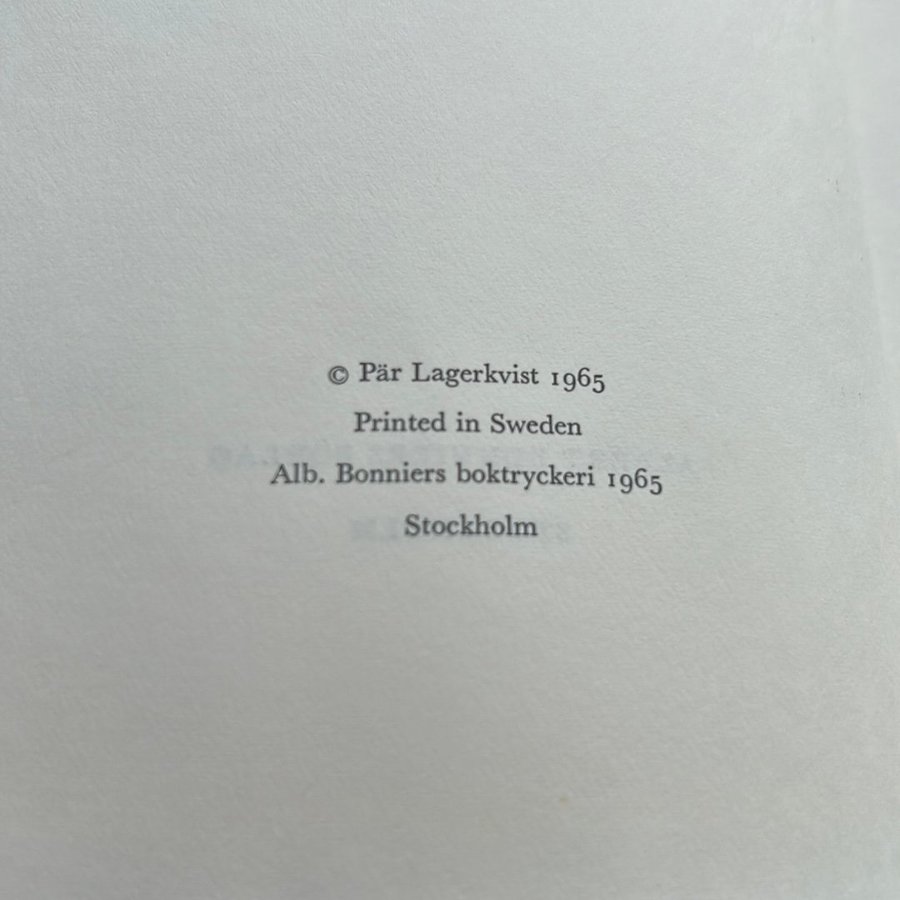 © Pär Lagerkvist 1965
Printed in Sweden
Alb. Bonniers boktryckeri 1965
Stockholm